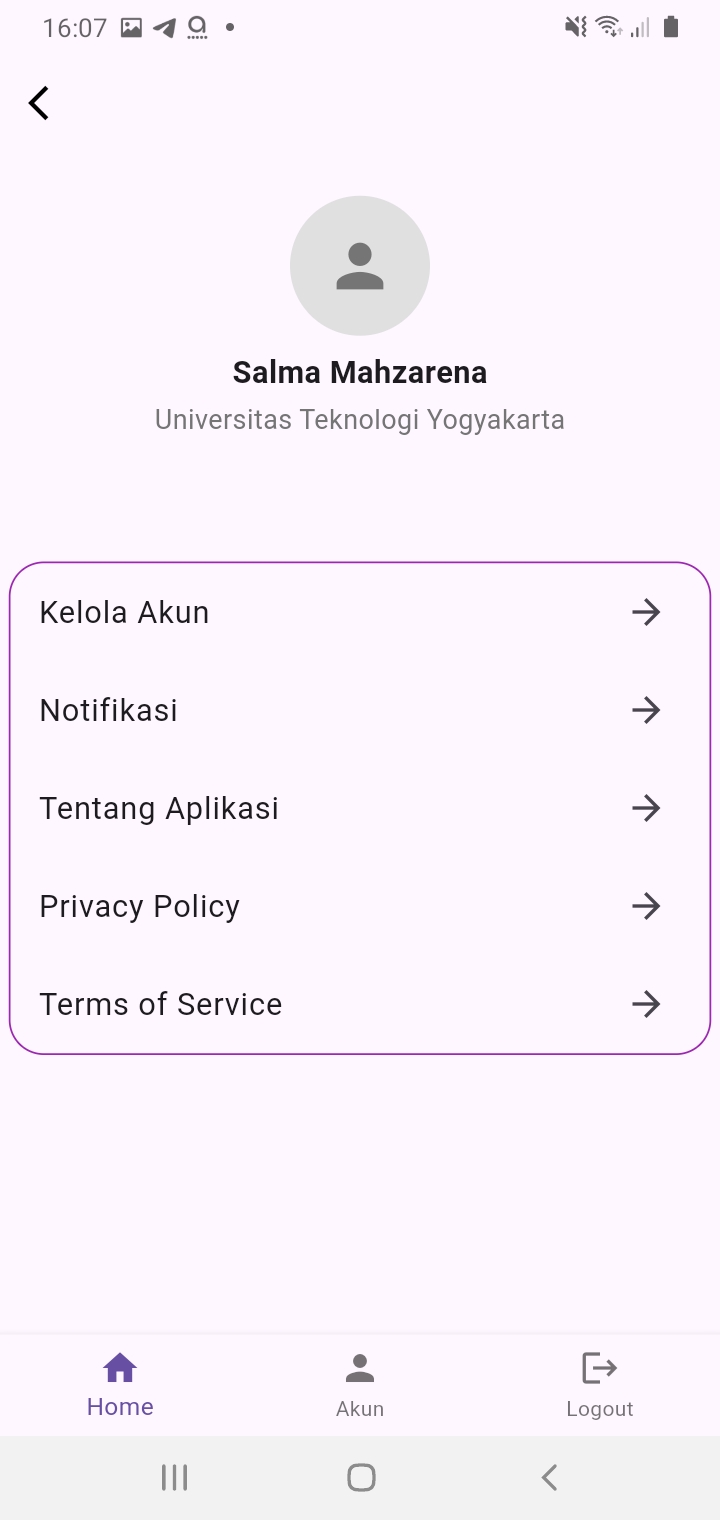 16:07
Salma Mahzarena
Universitas Teknologi Yogyakarta
Kelola Akun
Notifikasi
Tentang Aplikasi
Privacy Policy
Terms of Service
Home
Akun
Logout